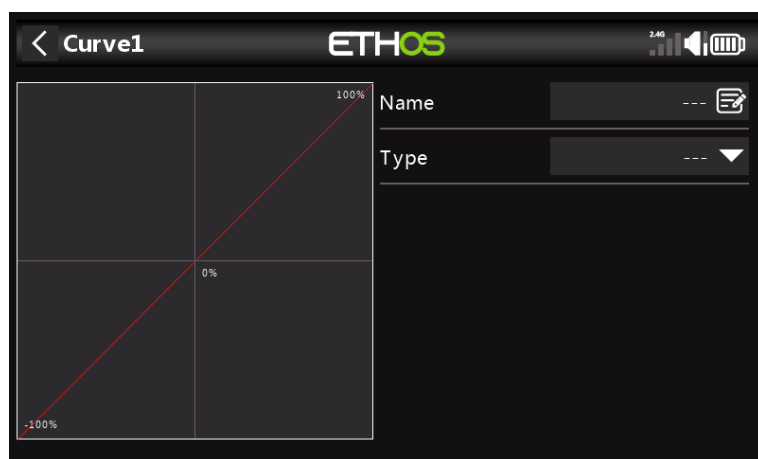 Curve1
ETHOS
2.4G
100%
0%
-100%
Name ---
Type ---